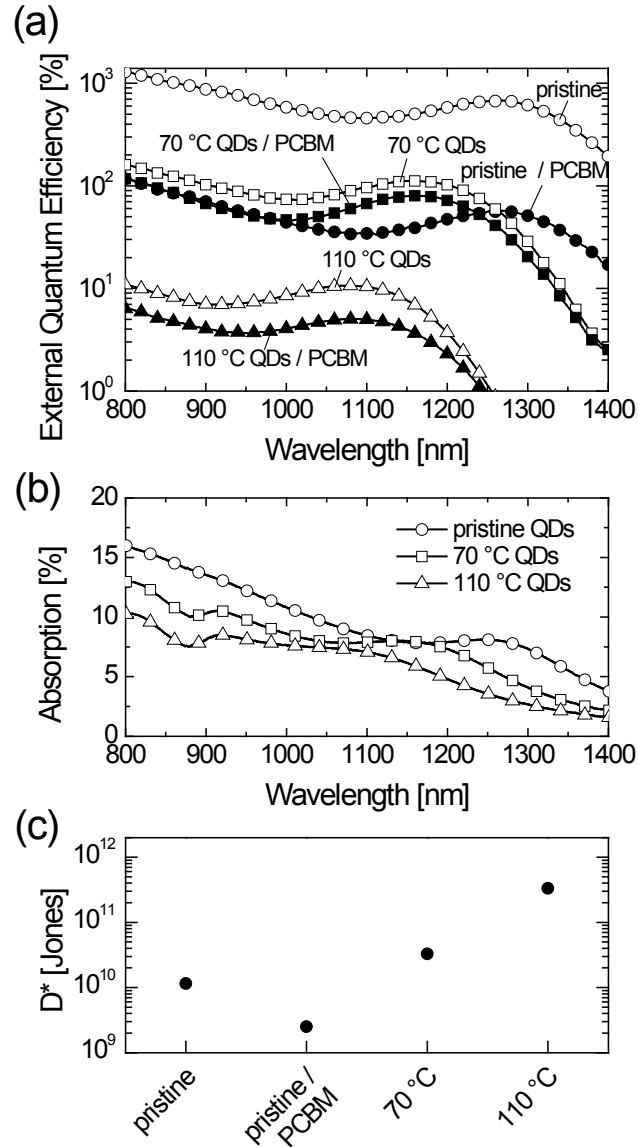 (a)
External Quantum Efficiency [%]
10³
10²
10¹
10⁰
pristine
70 °C QDs / PCBM
70 °C QDs
pristine / PCBM
110 °C QDs
110 °C QDs / PCBM
800 900 1000 1100 1200 1300 1400
Wavelength [nm]
(b)
Absorption [%]
20
15
10
5
0
pristine QDs
70 °C QDs
110 °C QDs
800 900 1000 1100 1200 1300 1400
Wavelength [nm]
(c)
D* [Jones]
10¹²
10¹¹
10¹⁰
10⁹
pristine
pristine /
PCBM
70 °C
110 °C